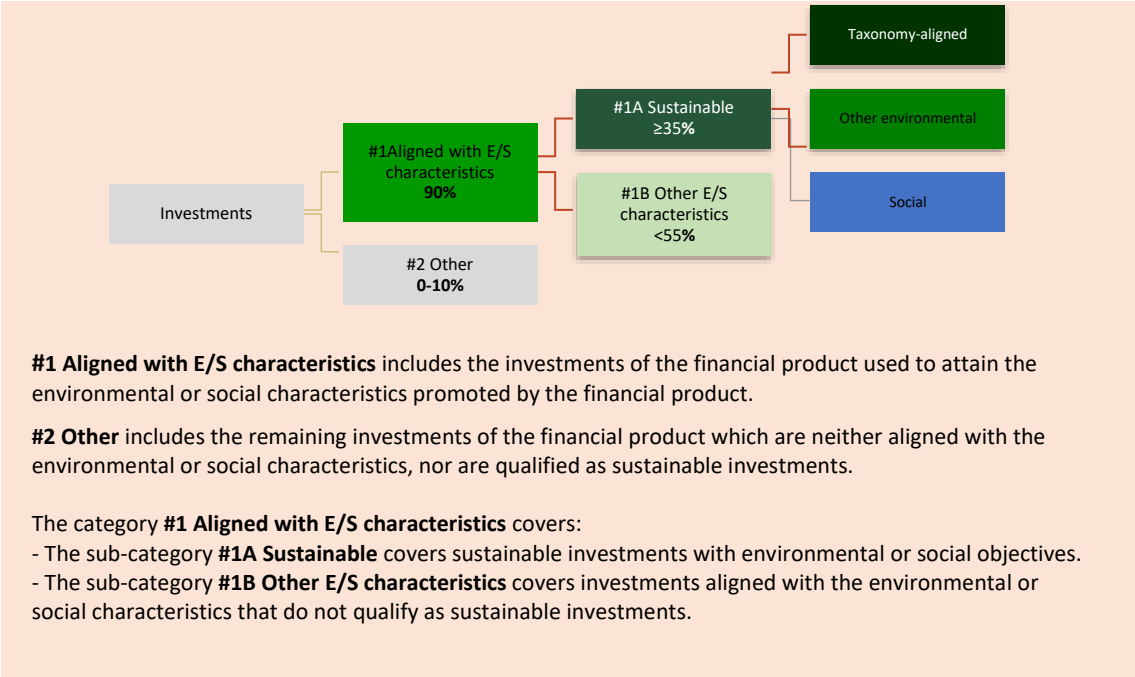 Taxonomy-aligned
#1A Sustainable
≥35%
Other environmental
#1Aligned with E/S
characteristics
90%
#1B Other E/S
characteristics
<55%
Social
Investments
#2 Other
0-10%
#1 Aligned with E/S characteristics includes the investments of the financial product used to attain the
environmental or social characteristics promoted by the financial product.
#2 Other includes the remaining investments of the financial product which are neither aligned with the
environmental or social characteristics, nor are qualified as sustainable investments.
The category #1 Aligned with E/S characteristics covers:
- The sub-category #1A Sustainable covers sustainable investments with environmental or social objectives.
- The sub-category #1B Other E/S characteristics covers investments aligned with the environmental or
social characteristics that do not qualify as sustainable investments.